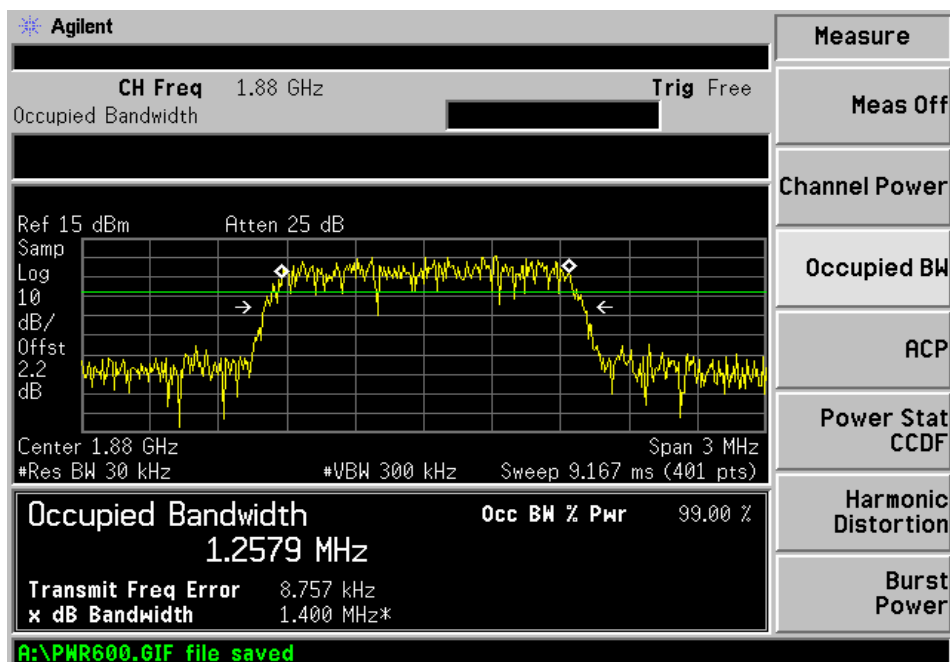 Agilent
Measure
CH Freq 1.88 GHz Trig Free
Occupied Bandwidth
Meas Off
Channel Power
Ref 15 dBm Atten 25 dB
Samp
Log
10
dB/
Offst
2.2
dB
Occupied BW
ACP
Center 1.88 GHz Span 3 MHz
#Res BW 30 kHz #VBW 300 kHz Sweep 9.167 ms (401 pts)
Power Stat
CCDF
Occupied Bandwidth Occ BW % Pwr 99.00 %
1.2579 MHz
Harmonic
Distortion
Transmit Freq Error 8.757 kHz
x dB Bandwidth 1.400 MHz*
Burst
Power
A:\PWR600.GIF file saved